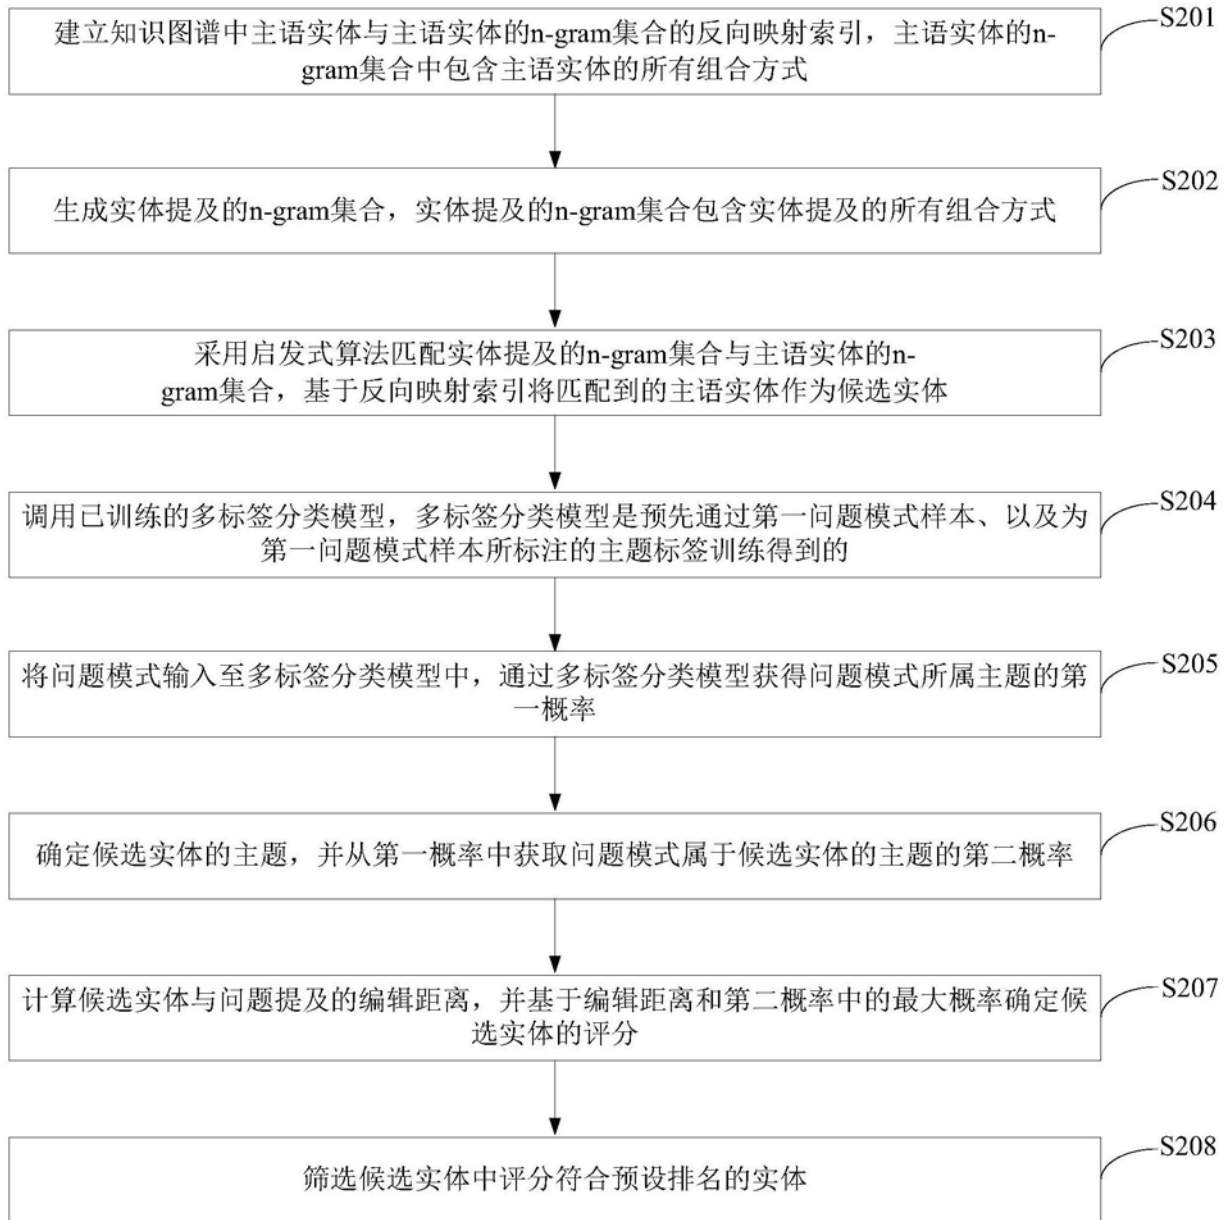 建立知识图谱中主语实体与主语实体的n-gram集合的反向映射索引，主语实体的n-
gram集合中包含主语实体的所有组合方式
S201
生成实体提及的n-gram集合，实体提及的n-gram集合包含实体提及的所有组合方式
S202
采用启发式算法匹配实体提及的n-gram集合与主语实体的n-
gram集合，基于反向映射索引将匹配到的主语实体作为候选实体
S203
调用已训练的多标签分类模型，多标签分类模型是预先通过第一问题模式样本、以及为
第一问题模式样本所标注的主题标签训练得到的
S204
将问题模式输入至多标签分类模型中，通过多标签分类模型获得问题模式所属主题的第
一概率
S205
确定候选实体的主题，并从第一概率中获取问题模式属于候选实体的主题的第二概率
S206
计算候选实体与问题提及的编辑距离，并基于编辑距离和第二概率中的最大概率确定候
选实体的评分
S207
筛选候选实体中评分符合预设排名的实体
S208